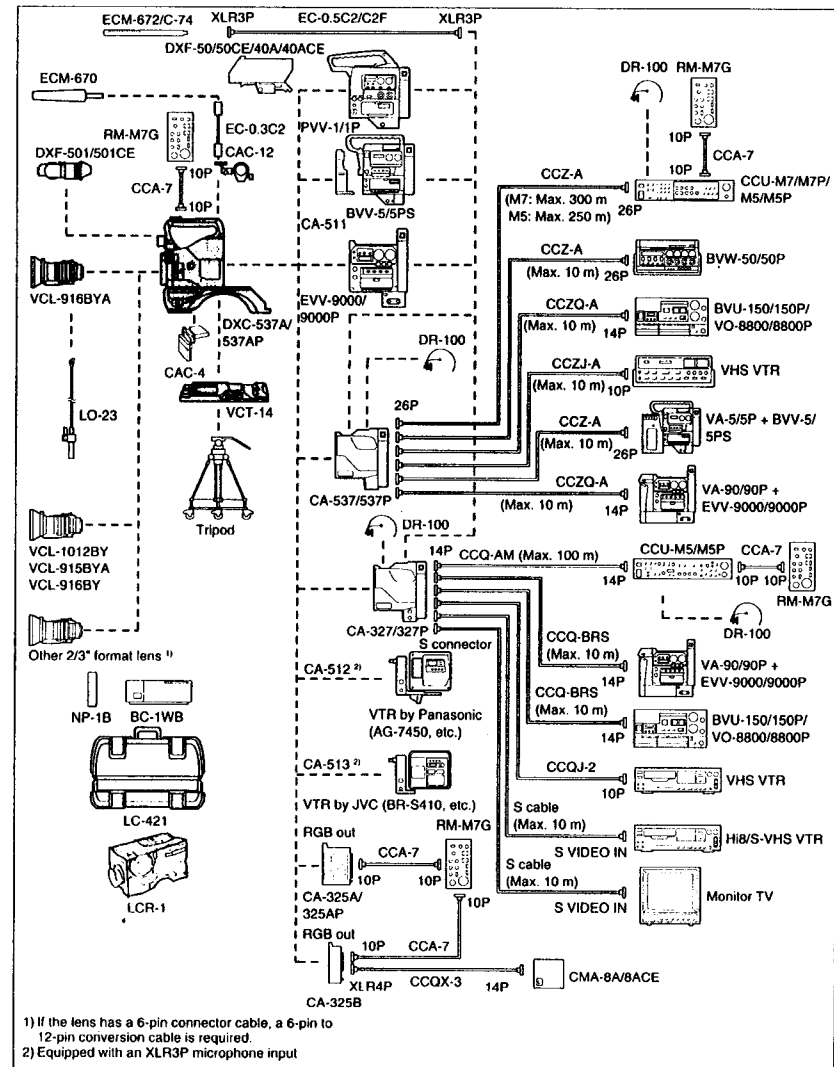 ECM-672/C-74
XLR3P
EC-0.5C2/C2F
XLR3P
DXF-50/50CE/40A/40ACE
ECM-670
RM-M7G
EC-0.3C2
PVV-1/1P
DR-100
RM-M7G
10P
10P
CCA-7
DXF-501/501CE
10P
CAC-12
CCA-7
10P
BVV-5/5PS
CA-511
CCZ-A
(M7: Max. 300 m
M5: Max. 250 m)
26P
CCU-M7/M7P/
M5/M5P
CCZ-A
(Max. 10 m)
26P
BVW-50/50P
VCL-916BYA
DXC-537A/
537AP
EVV-9000/
9000P
CCZQ-A
(Max. 10 m)
14P
BVU-150/150P/
VO-8800/8800P
CAC-4
DR-100
CCZJ-A
(Max. 10 m)
10P
VHS VTR
LO-23
VCT-14
26P
CCZ-A
(Max. 10 m)
26P
VA-5/5P + BVV-5/
5PS
CA-537/537P
CCZQ-A
(Max. 10 m)
14P
VA-90/90P +
EVV-9000/9000P
Tripod
DR-100
VCL-1012BY
VCL-915BYA
VCL-916BY
14P
CCQ-AM (Max. 100 m)
14P
CCU-M5/M5P
CCA-7
10P
10P
RM-M7G
CA-327/327P
S connector
DR-100
CCQ-BRS
(Max. 10 m)
14P
VA-90/90P +
EVV-9000/9000P
Other 2/3" format lens 1)
CA-512 2)
VTR by Panasonic
(AG-7450, etc.)
CCQ-BRS
(Max. 10 m)
14P
BVU-150/150P/
VO-8800/8800P
NP-1B
BC-1WB
CA-513 2)
VTR by JVC (BR-S410, etc.)
CCQJ-2
10P
VHS VTR
LC-421
S cable
(Max. 10 m)
S VIDEO IN
Hi8/S-VHS VTR
RGB out
CCA-7
RM-M7G
10P
10P
10P
CA-325A/
325AP
S cable
(Max. 10 m)
S VIDEO IN
Monitor TV
LCR-1
RGB out
10P
CCA-7
XLR4P
CCQX-3
14P
CMA-8A/8ACE
CA-325B
1) If the lens has a 6-pin connector cable, a 6-pin to
12-pin conversion cable is required.
2) Equipped with an XLR3P microphone input